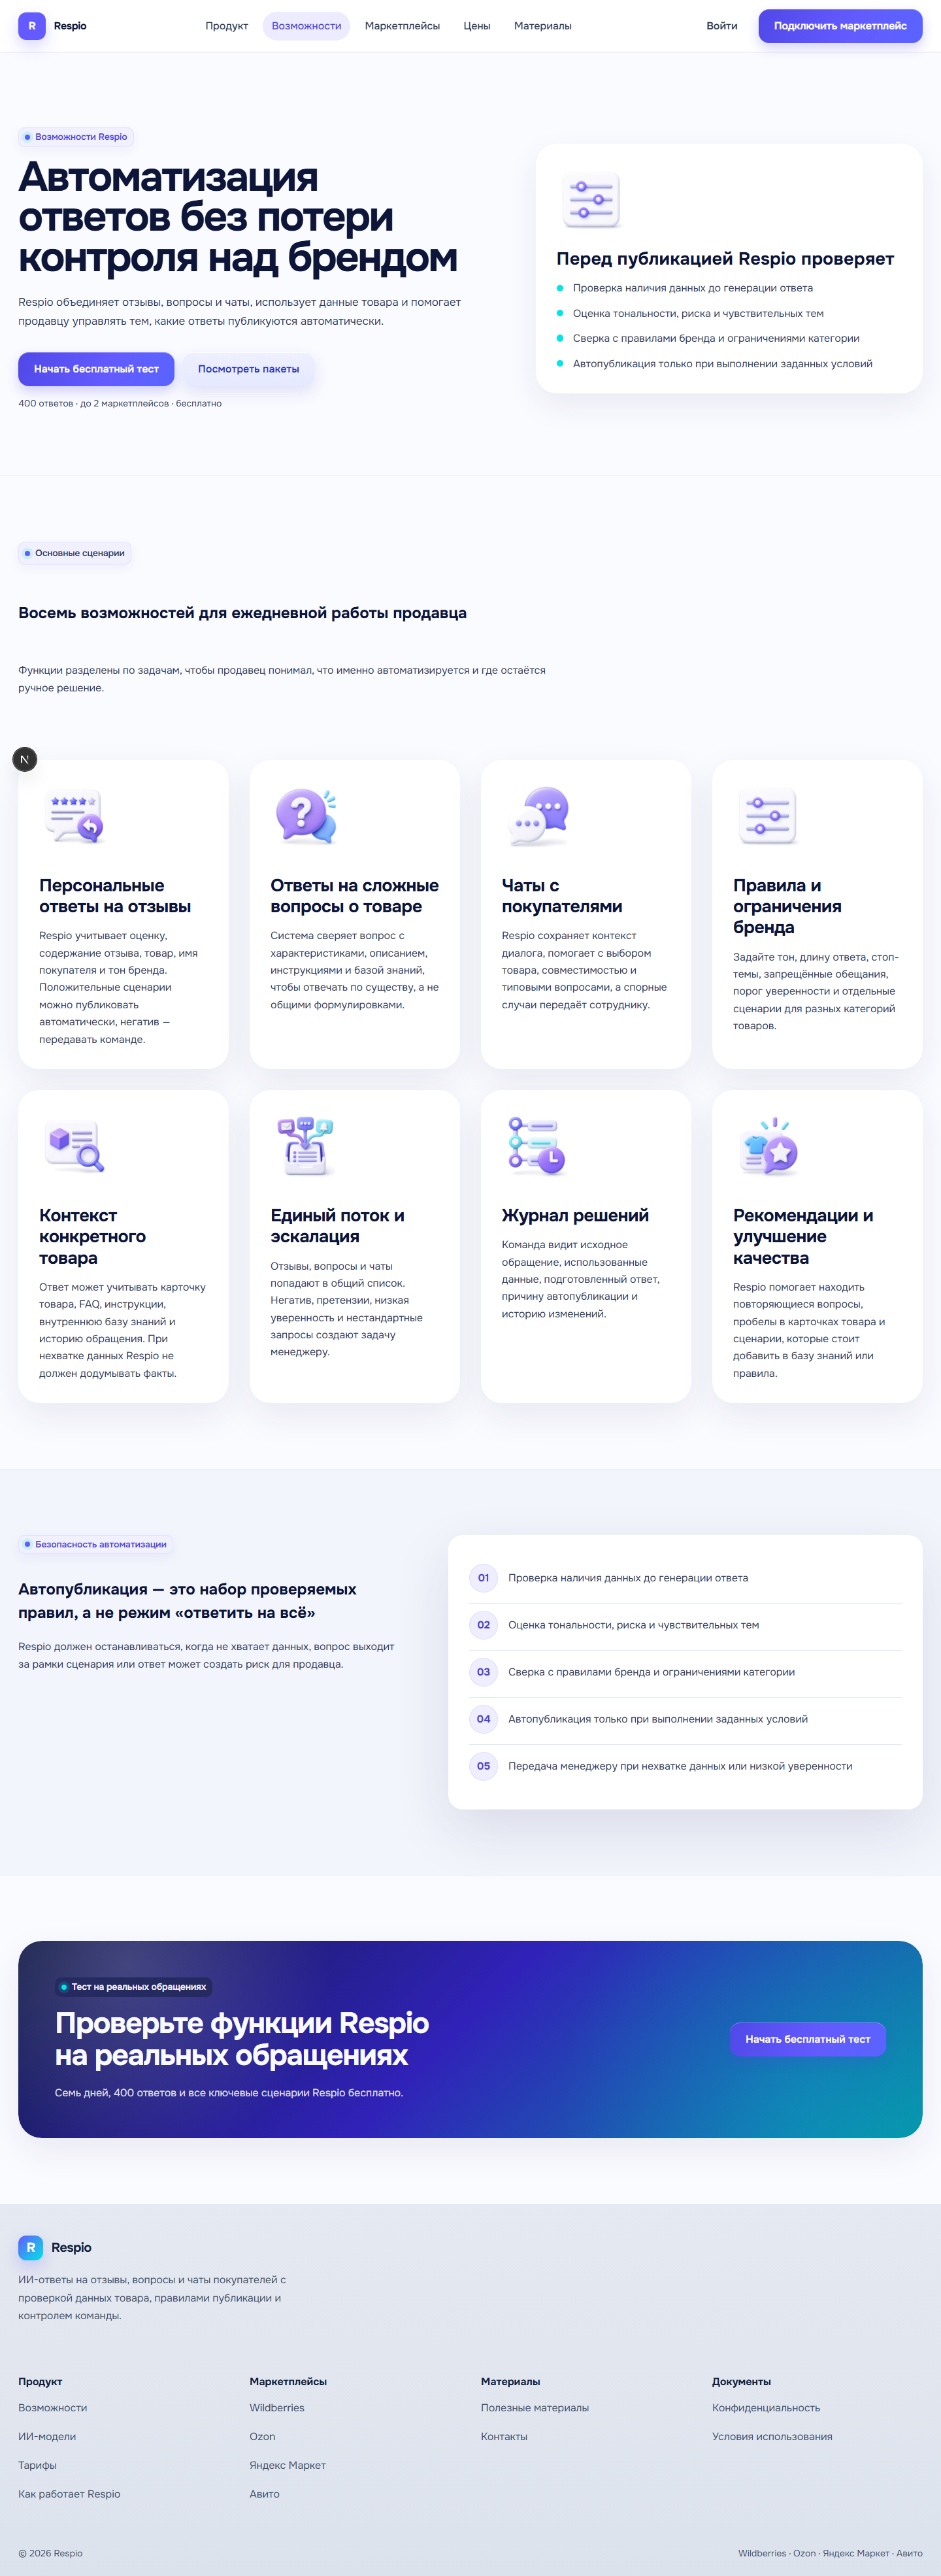 R Respio Продукт Возможности Маркетплейсы Цены Материалы Войти Подключить маркетплейс
Возможности Respio
Автоматизация
ответов без потери
контроля над брендом
Respio объединяет отзывы, вопросы и чаты, использует данные товара и помогает
продавцу управлять тем, какие ответы публикуются автоматически.
Начать бесплатный тест Посмотреть пакеты
400 ответов · до 2 маркетплейсов · бесплатно
Перед публикацией Respio проверяет
Проверка наличия данных до генерации ответа
Оценка тональности, риска и чувствительных тем
Сверка с правилами бренда и ограничениями категории
Автопубликация только при выполнении заданных условий
Основные сценарии
Восемь возможностей для ежедневной работы продавца
Функции разделены по задачам, чтобы продавец понимал, что именно автоматизируется и где остаётся
ручное решение.
N
Персональные
ответы на отзывы
Respio учитывает оценку,
содержание отзыва, товар, имя
покупателя и тон бренда.
Положительные сценарии
можно публиковать
автоматически, негатив —
передавать команде.
Ответы на сложные
вопросы о товаре
Система сверяет вопрос с
характеристиками, описанием,
инструкциями и базой знаний,
чтобы отвечать по существу, а не
общими формулировками.
Чаты с
покупателями
Respio сохраняет контекст
диалога, помогает с выбором
товара, совместимостью и
типовыми вопросами, а спорные
случаи передаёт сотруднику.
Правила и
ограничения
бренда
Задайте тон, длину ответа, стоп-
темы, запрещённые обещания,
порог уверенности и отдельные
сценарии для разных категорий
товаров.
Контекст
конкретного
товара
Ответ может учитывать карточку
товара, FAQ, инструкции,
внутреннюю базу знаний и
историю обращения. При
нехватке данных Respio не
должен додумывать факты.
Единый поток и
эскалация
Отзывы, вопросы и чаты
попадают в общий список.
Негатив, претензии, низкая
уверенность и нестандартные
запросы создают задачу
менеджеру.
Журнал решений
Команда видит исходное
обращение, использованные
данные, подготовленный ответ,
причину автопубликации и
историю изменений.
Рекомендации и
улучшение
качества
Respio помогает находить
повторяющиеся вопросы,
пробелы в карточках товара и
сценарии, которые стоит
добавить в базу знаний или
правила.
Безопасность автоматизации
Автопубликация — это набор проверяемых
правил, а не режим «ответить на всё»
Respio должен останавливаться, когда не хватает данных, вопрос выходит
за рамки сценария или ответ может создать риск для продавца.
01 Проверка наличия данных до генерации ответа
02 Оценка тональности, риска и чувствительных тем
03 Сверка с правилами бренда и ограничениями категории
04 Автопубликация только при выполнении заданных условий
05 Передача менеджеру при нехватке данных или низкой уверенности
Тест на реальных обращениях
Проверьте функции Respio
на реальных обращениях
Семь дней, 400 ответов и все ключевые сценарии Respio бесплатно.
Начать бесплатный тест
R Respio
ИИ-ответы на отзывы, вопросы и чаты покупателей с
проверкой данных товара, правилами публикации и
контролем команды.
Продукт
Возможности
ИИ-модели
Тарифы
Как работает Respio
Маркетплейсы
Wildberries
Ozon
Яндекс Маркет
Авито
Материалы
Полезные материалы
Контакты
Документы
Конфиденциальность
Условия использования
© 2026 Respio
Wildberries · Ozon · Яндекс Маркет · Авито